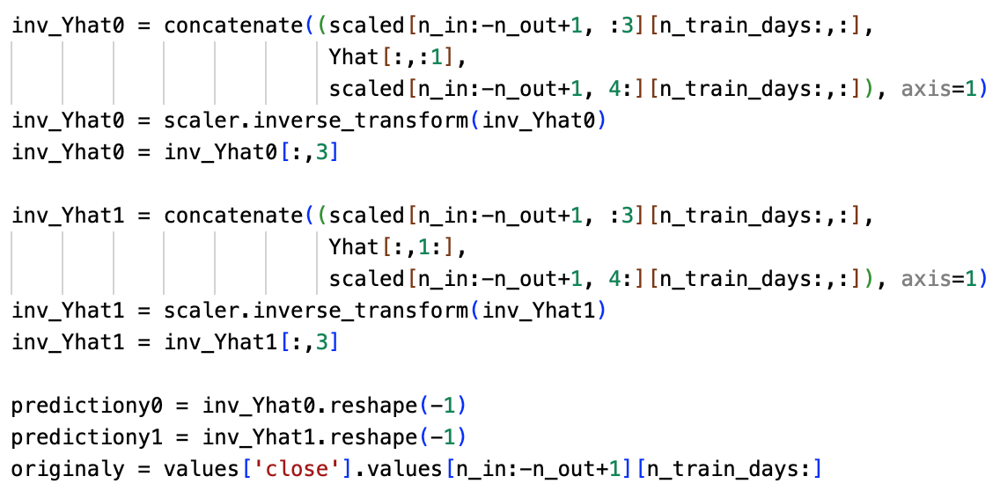 inv_Yhat0 = concatenate((scaled[n_in:-n_out+1, :3][n_train_days:,:],
                         Yhat[:,:1],
                         scaled[n_in:-n_out+1, 4:][n_train_days:,:]), axis=1)
inv_Yhat0 = scaler.inverse_transform(inv_Yhat0)
inv_Yhat0 = inv_Yhat0[:,3]

inv_Yhat1 = concatenate((scaled[n_in:-n_out+1, :3][n_train_days:,:],
                         Yhat[:,1:],
                         scaled[n_in:-n_out+1, 4:][n_train_days:,:]), axis=1)
inv_Yhat1 = scaler.inverse_transform(inv_Yhat1)
inv_Yhat1 = inv_Yhat1[:,3]

predictiony0 = inv_Yhat0.reshape(-1)
predictiony1 = inv_Yhat1.reshape(-1)
originaly = values['close'].values[n_in:-n_out+1][n_train_days:]